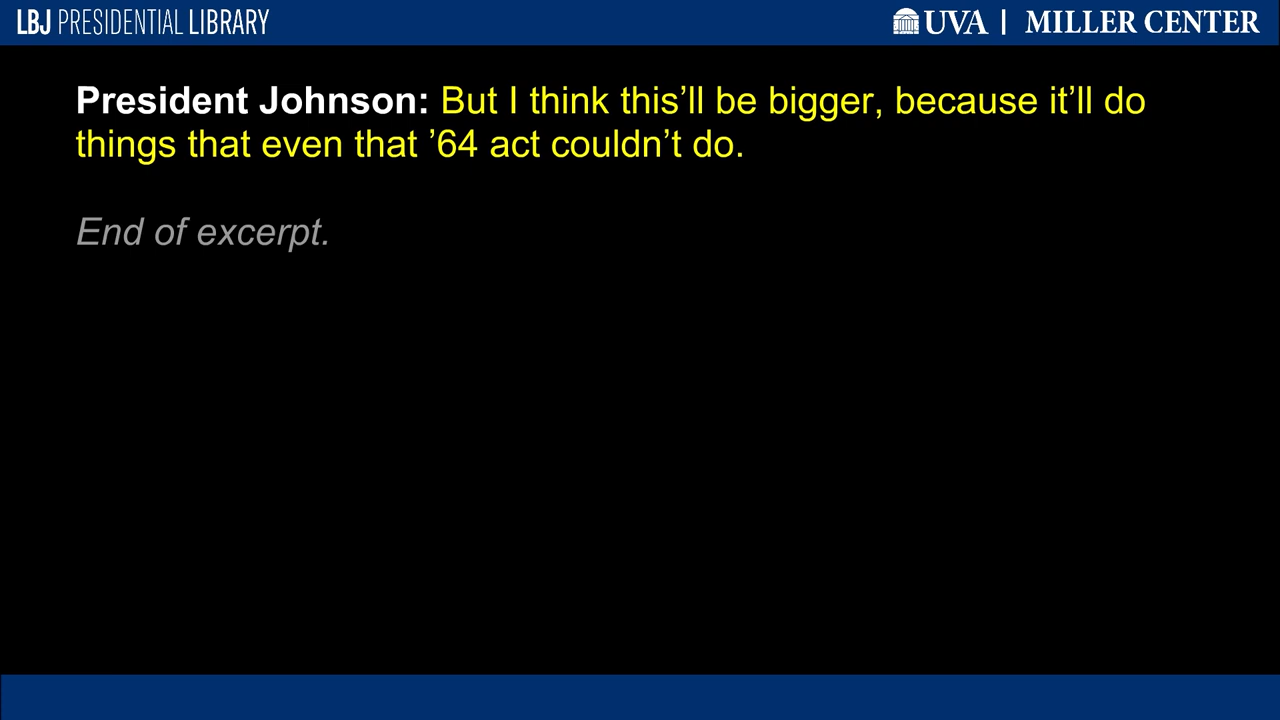 LBJ PRESIDENTIAL LIBRARY
UVA | MILLER CENTER
President Johnson: But I think this’ll be bigger, because it’ll do
things that even that ’64 act couldn’t do.
End of excerpt.